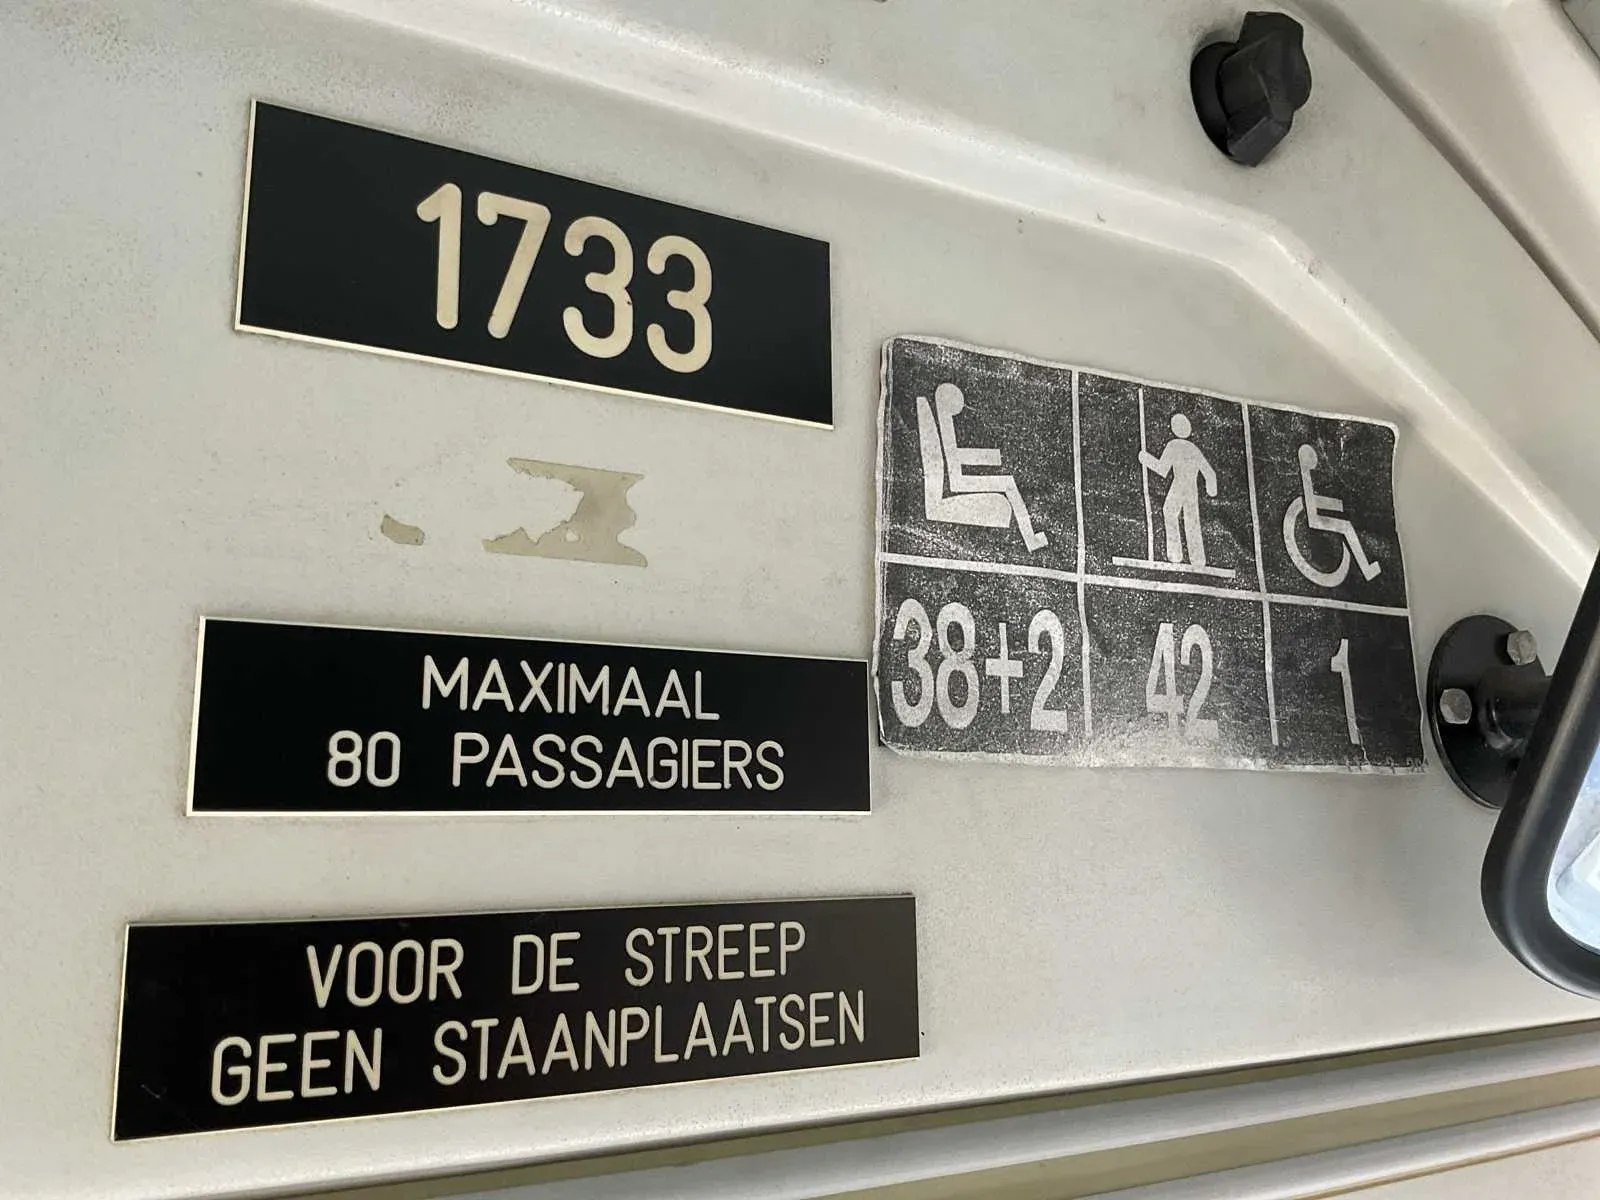 1733
MAXIMAAL
80 PASSAGIERS
VOOR DE STREEP
GEEN STAANPLAATSEN
38+2 42 1